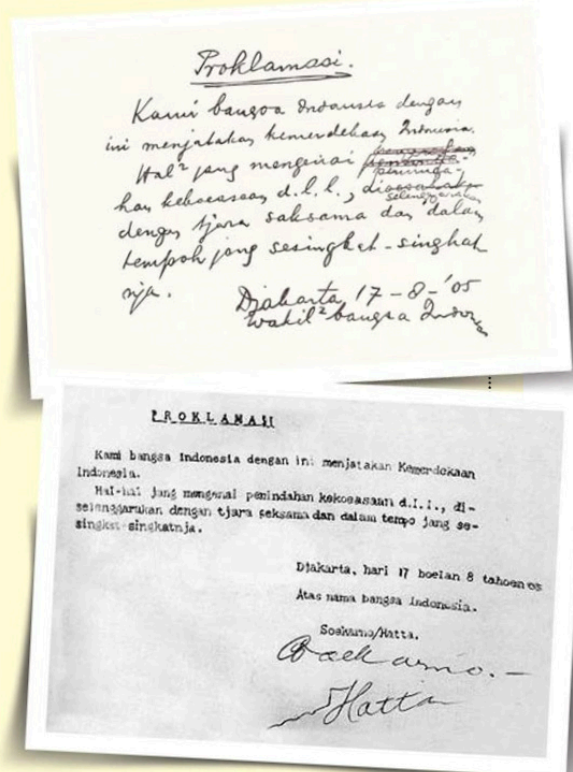 Proklamasi.
Kami bangsa Indonesia dengan
ini menjatakan kemerdekaan Indonesia.
Hal² jang mengenai
peminda-
han kekoeasaan d.l.l., dioesahakan
selenggarakan
dengan tjara saksama dan dalam
tempoh jang sesingkat-singkat
nja.
Djakarta, 17 - 8 - '05
Wakil² bangsa Indonesia
PROKLAMASI
Kami bangsa Indonesia dengan ini menjatakan Kemerdekaan
Indonesia.
Hal-hal jang mengenai pemindahan kekoeasaan d.l.l., di-
selenggarakan dengan tjara seksama dan dalam tempo jang se-
singkat-singkatnja.
Djakarta, hari 17 boelan 8 tahoen 05
Atas nama bangsa Indonesia.
Soekarno/Hatta.
Soekarno.-
Hatta